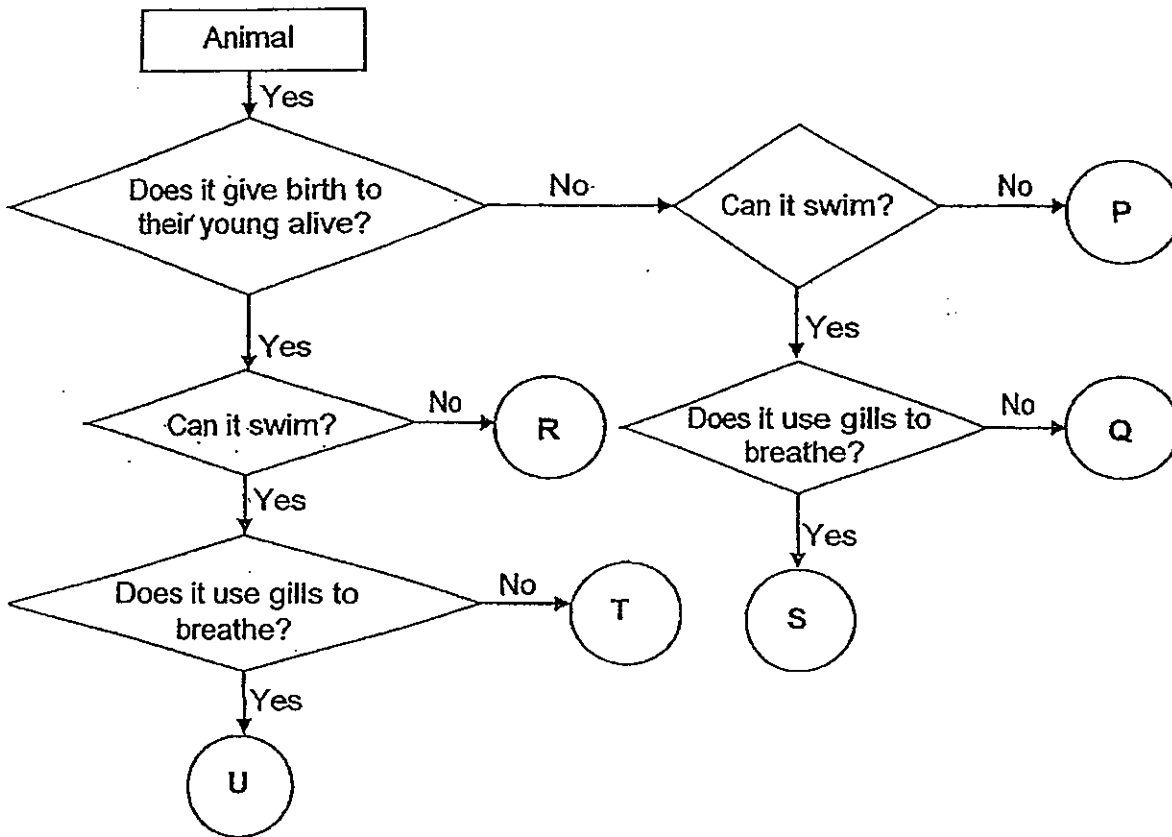 Animal
Yes
Does it give birth to
their young alive?
No
Can it swim?
No
P
Yes
Yes
Can it swim?
No
R
Does it use gills to
breathe?
No
Q
Yes
Yes
Does it use gills to
breathe?
No
T
S
Yes
U